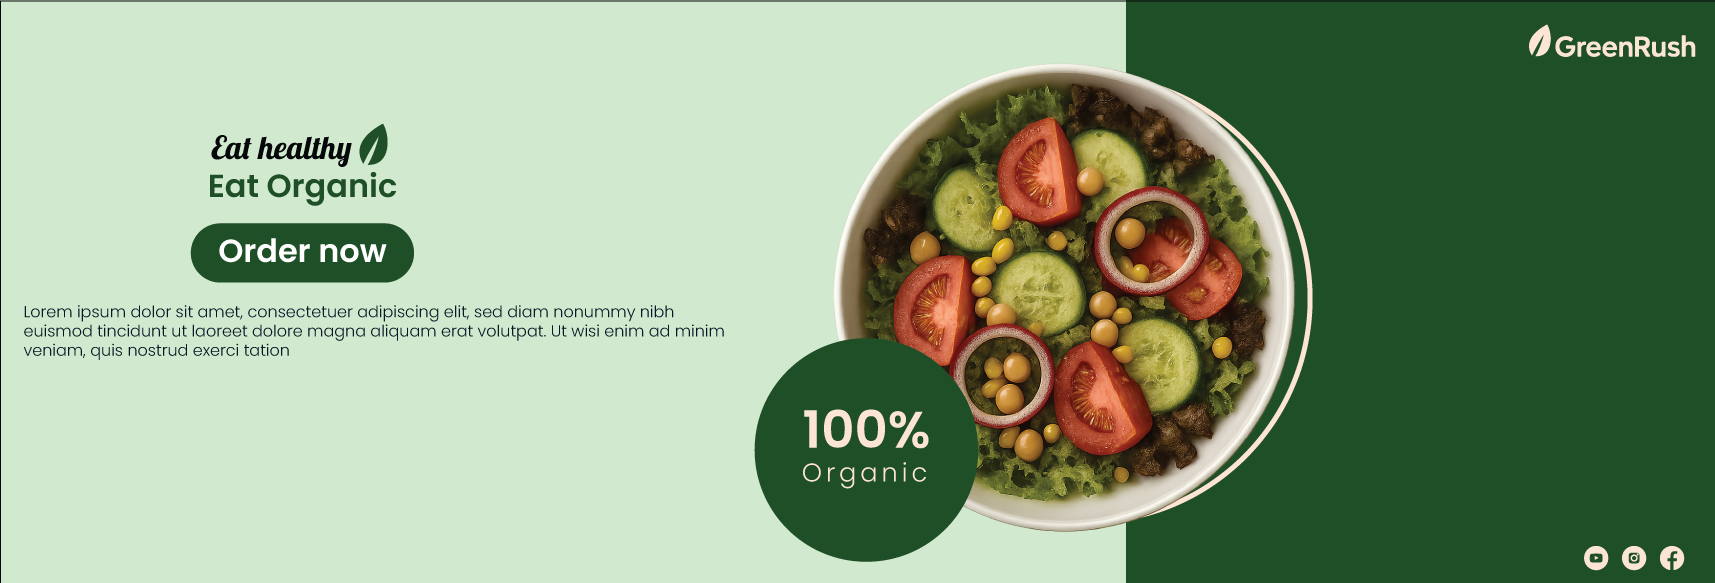 GreenRush
Eat healthy
Eat Organic
Order now
Lorem ipsum dolor sit amet, consectetuer adipiscing elit, sed diam nonummy nibh
euismod tincidunt ut laoreet dolore magna aliquam erat volutpat. Ut wisi enim ad minim
veniam, quis nostrud exerci tation
100%
Organic